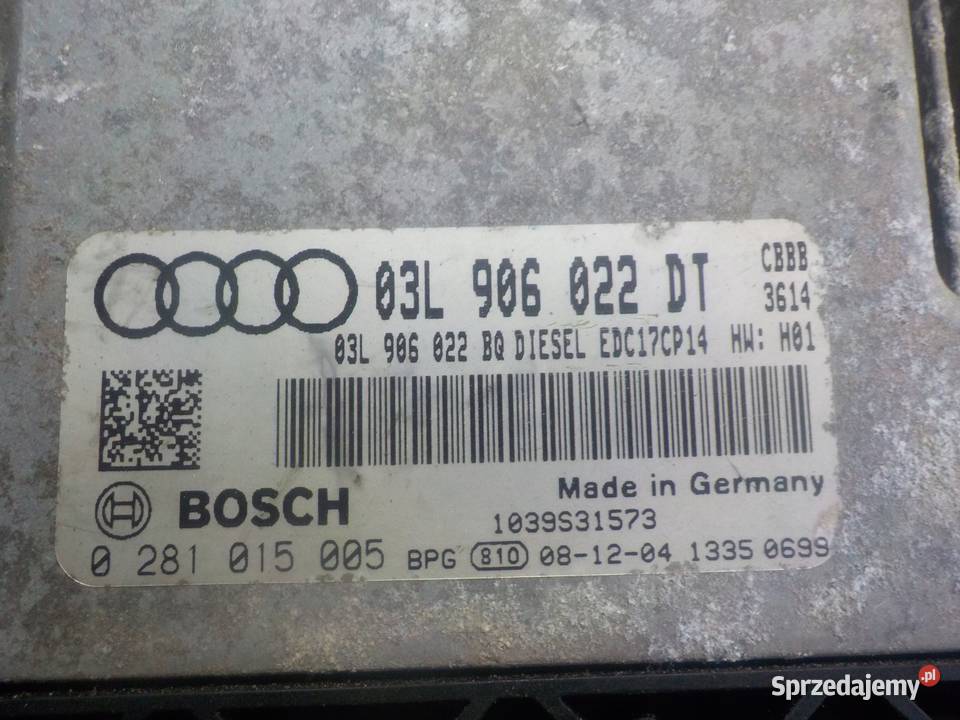 03L 906 022 DT CBBB
3614
03L 906 022 BQ DIESEL EDC17CP14 HW: H01
Made in Germany
BOSCH
1039S31573
0 281 015 005 BPG 810 08-12-04 1335 0699
Sprzedajemy.pl